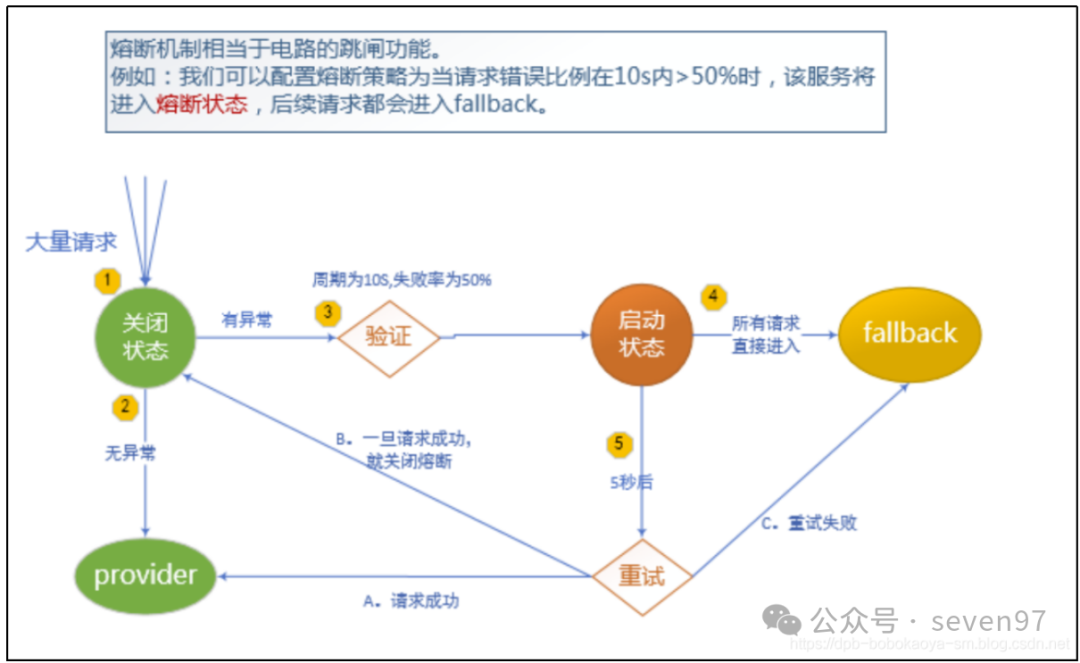 熔断机制相当于电路的跳闸功能。
例如：我们可以配置熔断策略为当请求错误比例在10s内>50%时，该服务将
进入熔断状态，后续请求都会进入fallback。
大量请求
1
关闭
状态
有异常
周期为10S,失败率为50%
3
验证
启动
状态
4
所有请求
直接进入
fallback
2
无异常
B. 一旦请求成功，
就关闭熔断
5
5秒后
C. 重试失败
provider
重试
A. 请求成功
公众号 · seven97
https://dpb-bobokaoya-sm.blog.csdn.net